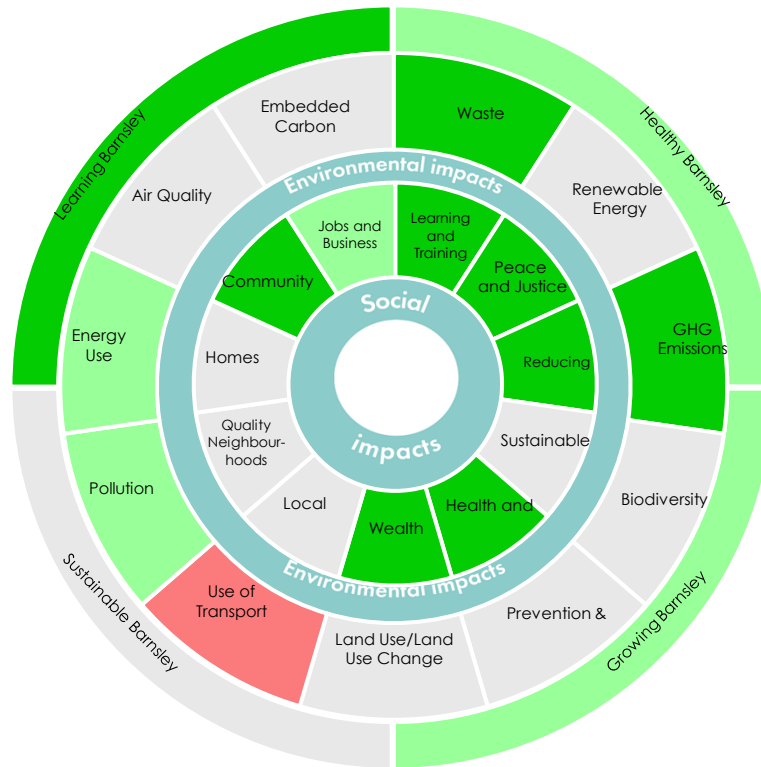 Learning Barnsley
Healthy Barnsley
Embedded
Carbon
Waste
Air Quality
Renewable
Energy
Environmental impacts
Jobs and
Business
Learning
and
Training
Community
Peace
and Justice
Social
Energy
Use
GHG
Emissions
Homes
Reducing
Quality
Neighbour-
hoods
Sustainable
impacts
Pollution
Biodiversity
Local
Wealth
Health and
Environmental impacts
Use of
Transport
Land Use/Land
Use Change
Prevention &
Sustainable Barnsley
Growing Barnsley